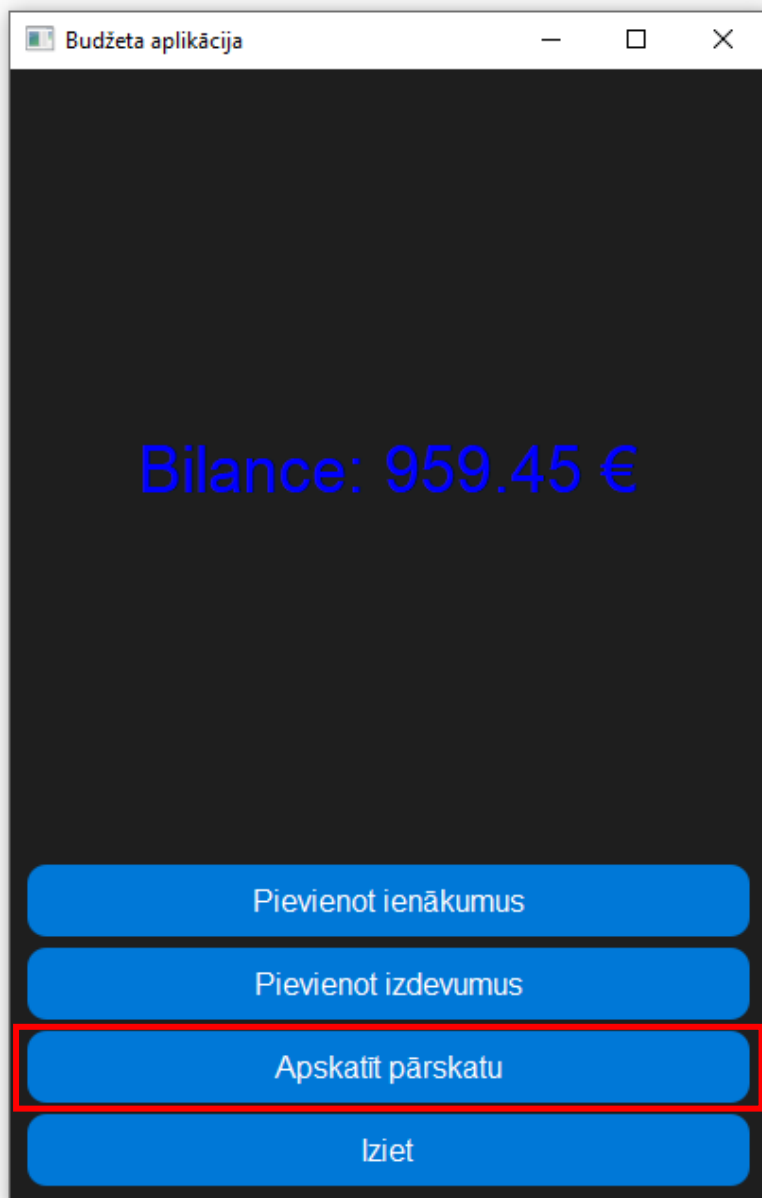 Budžeta aplikācija
Bilance: 959.45 €
Pievienot ienākumus
Pievienot izdevumus
Apskatīt pārskatu
Iziet